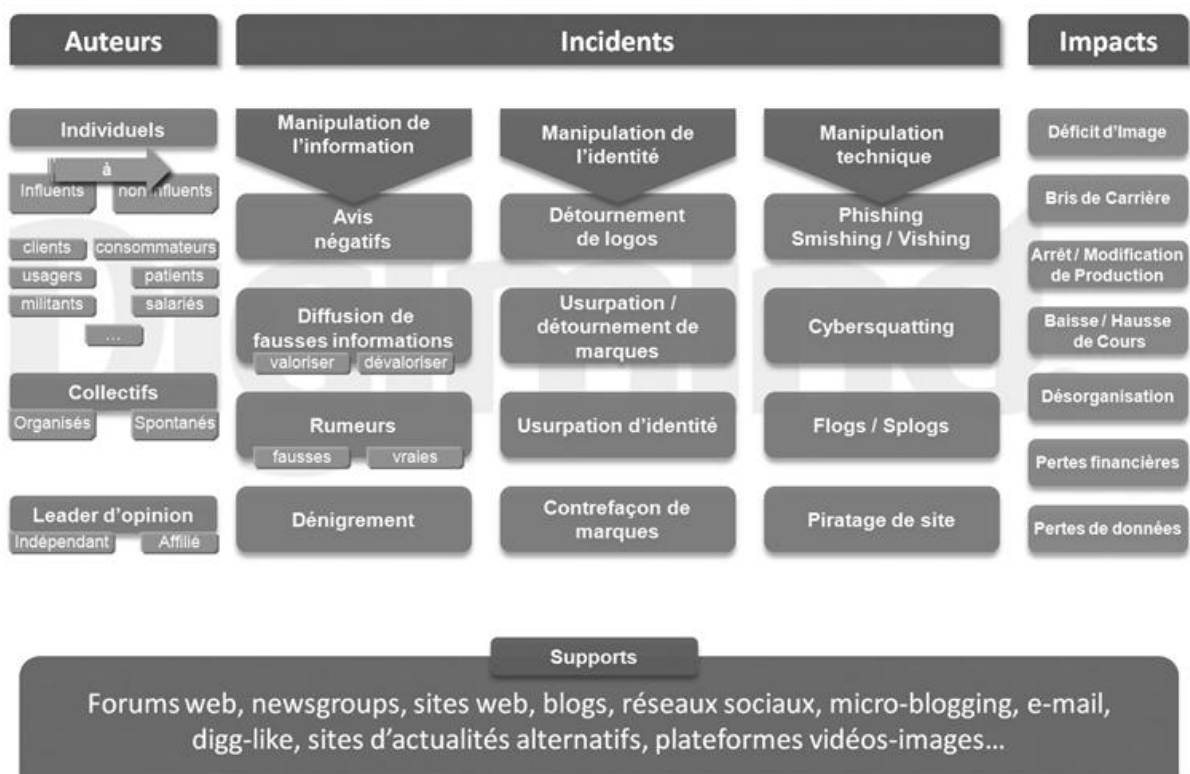 Auteurs
Incidents
Impacts
Individuels
à
Influents
non influents
clients
consommateurs
usagers
patients
militants
salariés
...
Collectifs
Organisés
Spontanés
Leader d'opinion
Indépendant
Affilié
Manipulation de
l'information
Avis
négatifs
Diffusion de
fausses informations
valoriser
dévaloriser
Rumeurs
fausses
vraies
Dénigrement
Manipulation de
l'identité
Détournement
de logos
Usurpation /
détournement de
marques
Usurpation d'identité
Contrefaçon de
marques
Manipulation
technique
Phishing
Smishing / Vishing
Cybersquatting
Flogs / Splogs
Piratage de site
Déficit d'Image
Bris de Carrière
Arrêt / Modification
de Production
Baisse / Hausse
de Cours
Désorganisation
Pertes financières
Pertes de données
Supports
Forums web, newsgroups, sites web, blogs, réseaux sociaux, micro-blogging, e-mail,
digg-like, sites d'actualités alternatifs, plateformes vidéos-images...